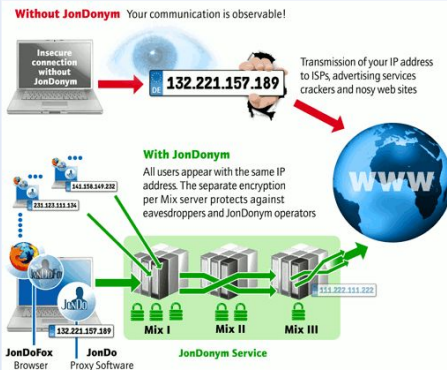 Without JonDonym Your communication is observable!
Insecure
connection
without
JonDonym
DE
132.221.157.189
Transmission of your IP address
to ISPs, advertising services
crackers and nosy web sites
WWW
With JonDonym
All users appear with the same IP
address. The separate encryption
per Mix server protects against
eavesdroppers and JonDonym operators
141.158.149.232
231.123.111.134
JonDoFox
JonDo
132.221.157.189
111.222.111.222
Mix I
Mix II
Mix III
JonDoFox
Browser
JonDo
Proxy Software
JonDonym Service